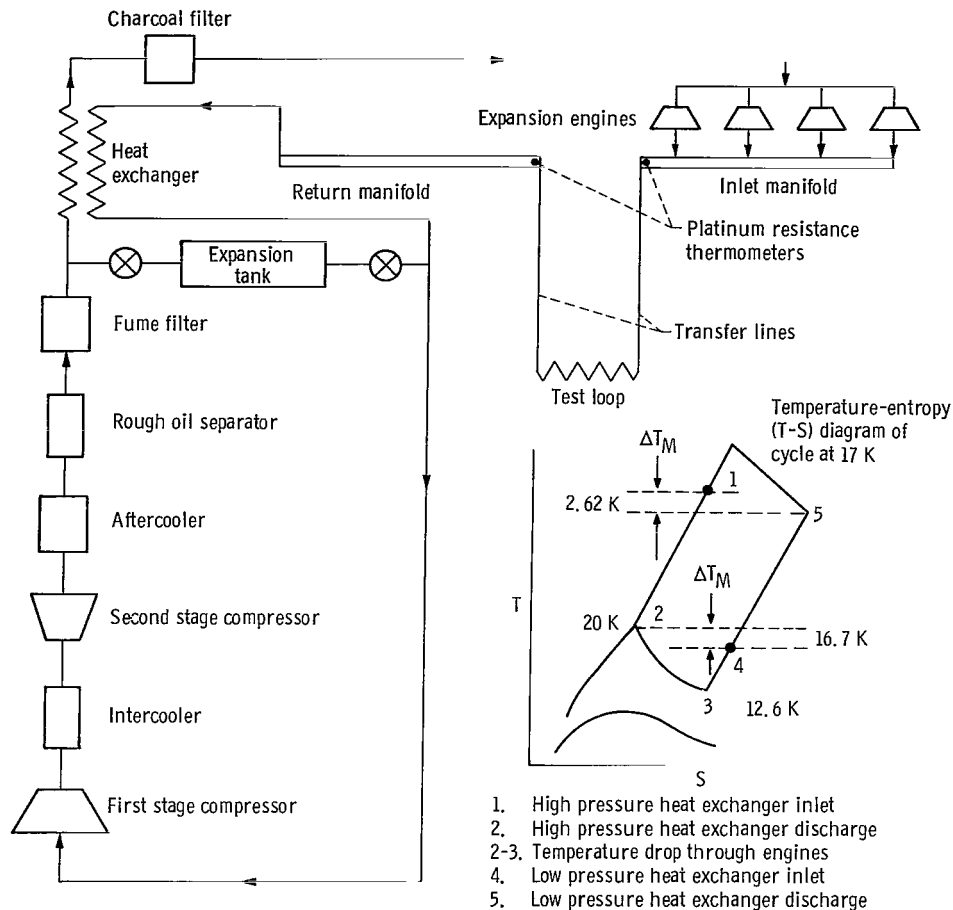 Charcoal filter
Expansion engines
Heat
exchanger
Return manifold
Inlet manifold
Platinum resistance
thermometers
Expansion
tank
Fume filter
Transfer lines
Test loop
Rough oil separator
Temperature-entropy
(T-S) diagram of
cycle at 17 K
ΔTM
1
2.62 K
5
Aftercooler
ΔTM
T
Second stage compressor
20 K
2
16.7 K
4
3
12.6 K
Intercooler
S
First stage compressor
1. High pressure heat exchanger inlet
2. High pressure heat exchanger discharge
2-3. Temperature drop through engines
4. Low pressure heat exchanger inlet
5. Low pressure heat exchanger discharge